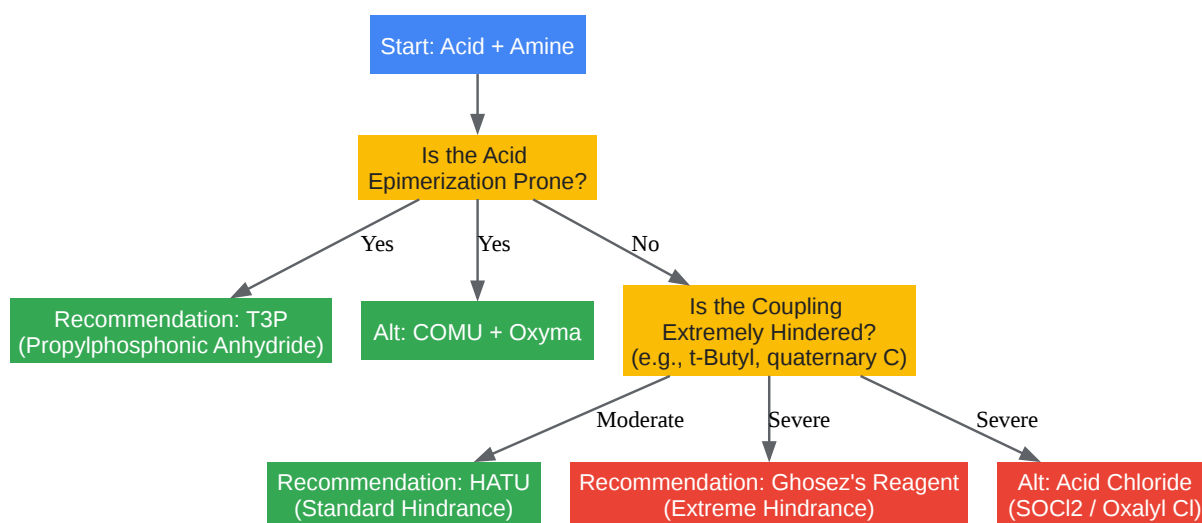 Start: Acid + Amine
Is the Acid
Epimerization Prone?
Yes
Yes
No
Recommendation: T3P
(Propylphosphonic Anhydride)
Alt: COMU + Oxyma
Is the Coupling
Extremely Hindered?
(e.g., t-Butyl, quaternary C)
Moderate
Severe
Severe
Recommendation: HATU
(Standard Hindrance)
Recommendation: Ghosez's Reagent
(Extreme Hindrance)
Alt: Acid Chloride
(SOCl2 / Oxalyl Cl)